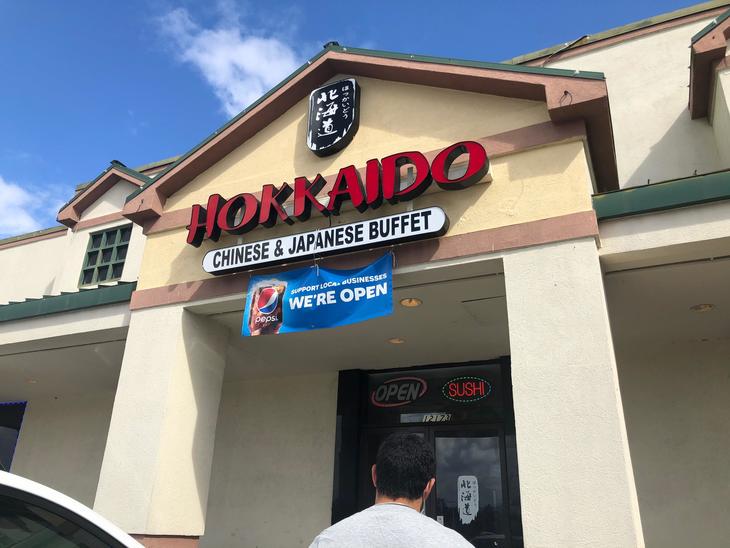 北海道
ほっかいどう
HOKKAIDO
CHINESE & JAPANESE BUFFET
SUPPORT LOCAL BUSINESSES
WE'RE OPEN
pepsi
OPEN
SUSHI
12173
北海道